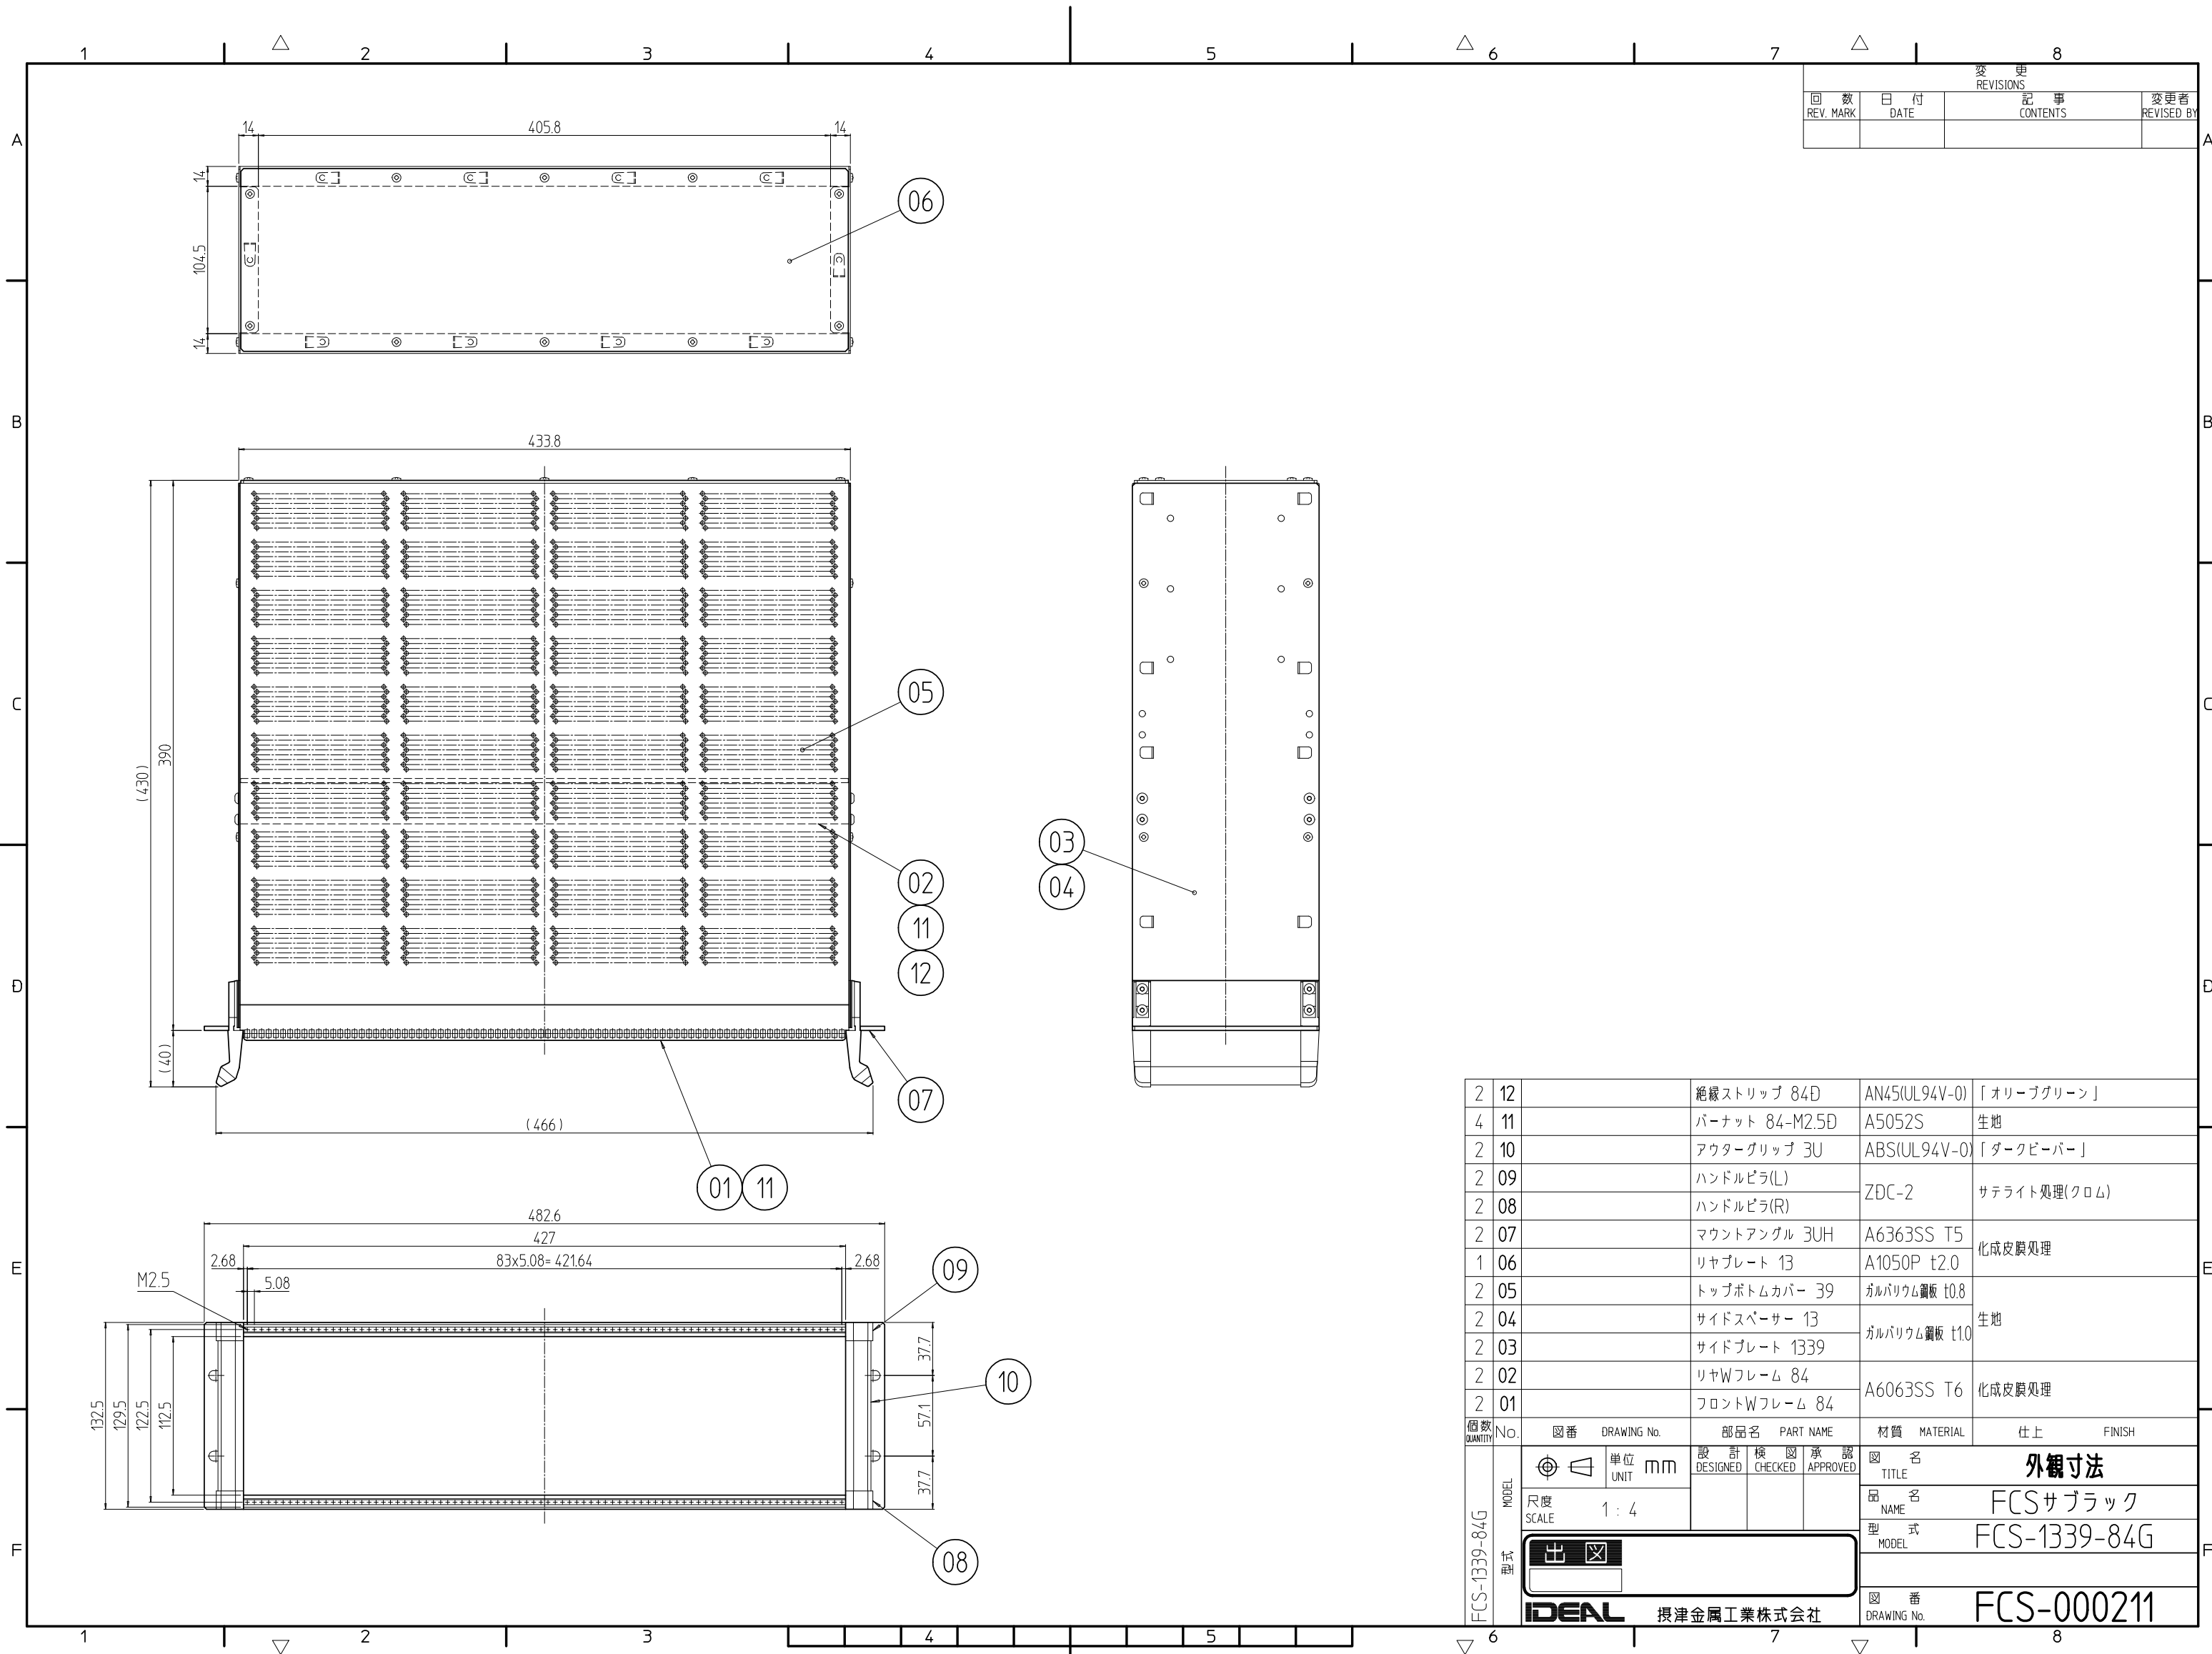 1 2 3 4 5 6 7 8
A B C D E F
変 更
REVISIONS
回 数 日 付 記 事 変更者
REV. MARK DATE CONTENTS REVISED BY
A B C D E F
14 405.8 14
14
104.5
14
06
433.8
(430)
390
(40)
05
02
11
12
07
(466)
01 11
03
04
482.6
427
2.68 83x5.08= 421.64 2.68
M2.5 5.08
09
10
08
132.5
129.5
122.5
112.5
37.7
57.1
37.7
2 12 絶縁ストリップ 84D AN45(UL94V-0) 「オリーブグリーン」
4 11 バーナット 84-M2.5D A5052S 生地
2 10 アウターグリップ 3U ABS(UL94V-0) 「ダークビーバー」
2 09 ハンドルピラ(L) ZDC-2 サテライト処理(クロム)
2 08 ハンドルピラ(R)
2 07 マウントアングル 3UH A6363SS T5 化成皮膜処理
1 06 リヤプレート 13 A1050P t2.0
2 05 トップボトムカバー 39 ガルバリウム鋼板 t0.8 生地
2 04 サイドスペーサー 13 ガルバリウム鋼板 t1.0
2 03 サイドプレート 1339
2 02 リヤWフレーム 84 A6063SS T6 化成皮膜処理
2 01 フロントWフレーム 84
個数 QUANTITY No. 図番 DRAWING No. 部品名 PART NAME 材質 MATERIAL 仕上 FINISH
FCS-1339-84G
型式 MODEL
単位 UNIT mm
尺度 SCALE 1 : 4
設 計 検 図 承 認
DESIGNED CHECKED APPROVED
図 名 TITLE 外観寸法
品 名 NAME FCSサブラック
型 式 MODEL FCS-1339-84G
図 番 DRAWING No. FCS-000211
出 図
IDEAL 摂津金属工業株式会社
1 2 3 4 5 6 7 8